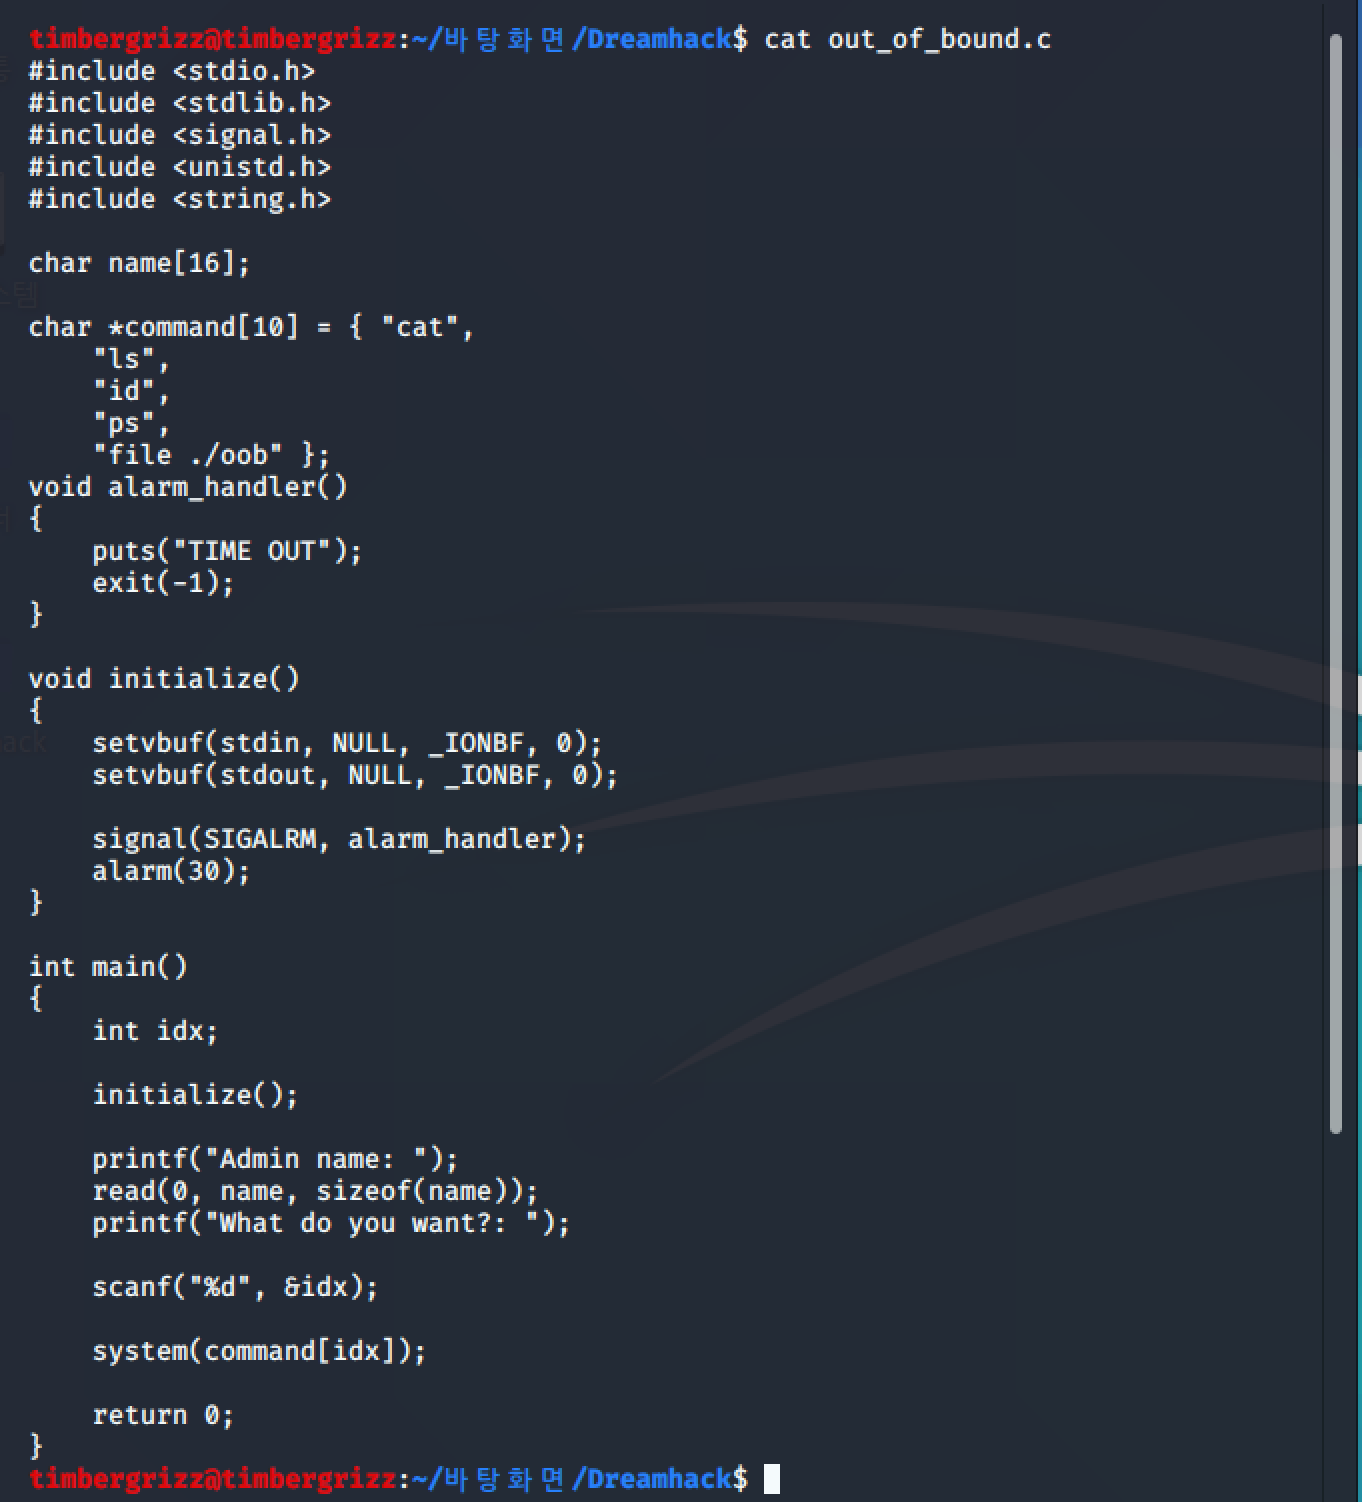 timbergrizz@timbergrizz:~/바탕화면/Dreamhack$ cat out_of_bound.c
#include <stdio.h>
#include <stdlib.h>
#include <signal.h>
#include <unistd.h>
#include <string.h>

char name[16];

char *command[10] = { "cat",
    "ls",
    "id",
    "ps",
    "file ./oob" };
void alarm_handler()
{
    puts("TIME OUT");
    exit(-1);
}

void initialize()
{
    setvbuf(stdin, NULL, _IONBF, 0);
    setvbuf(stdout, NULL, _IONBF, 0);

    signal(SIGALRM, alarm_handler);
    alarm(30);
}

int main()
{
    int idx;

    initialize();

    printf("Admin name: ");
    read(0, name, sizeof(name));
    printf("What do you want?: ");

    scanf("%d", &idx);

    system(command[idx]);

    return 0;
}
timbergrizz@timbergrizz:~/바탕화면/Dreamhack$